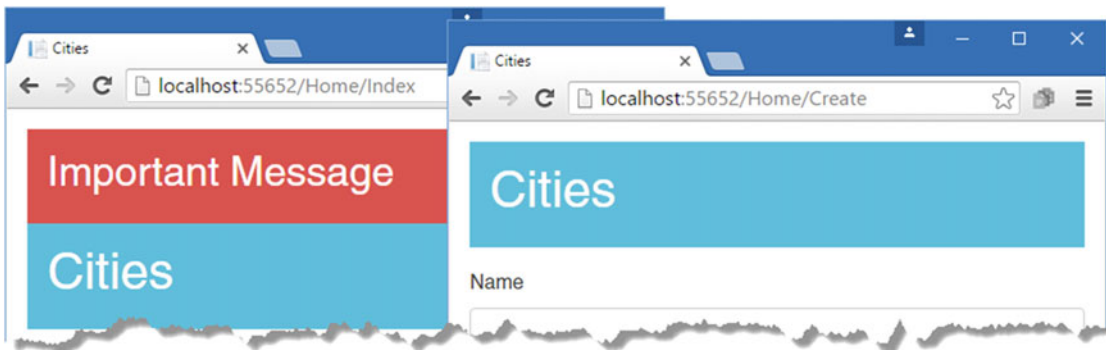 Cities
localhost:55652/Home/Index
Important Message
Cities
Cities
localhost:55652/Home/Create
Cities
Name